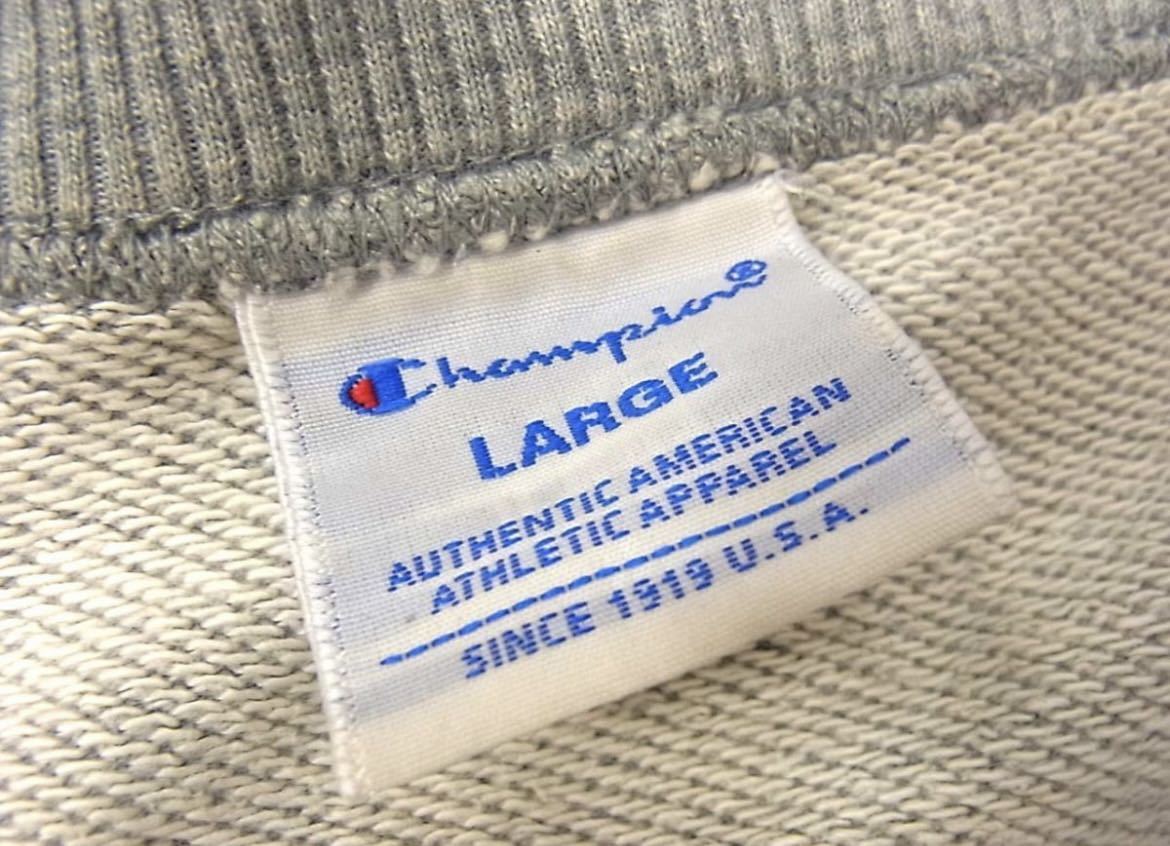 Champion®
LARGE
AUTHENTIC AMERICAN
ATHLETIC APPAREL
SINCE 1919 U.S.A.